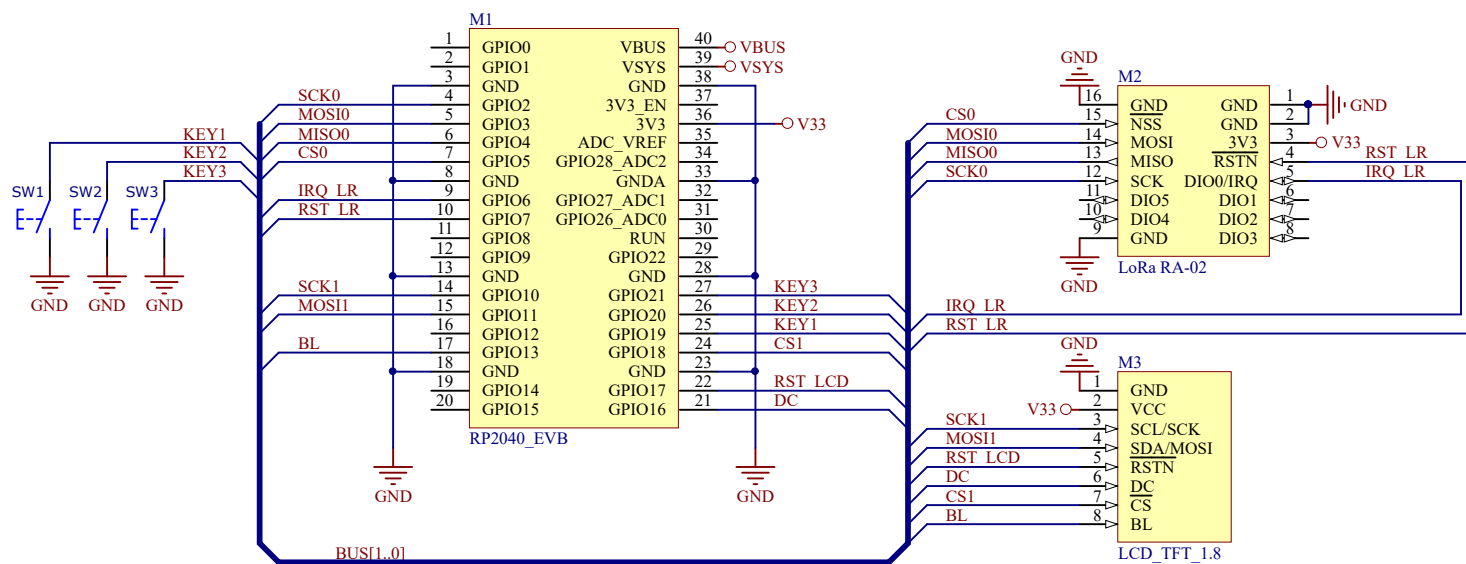 M1
1 GPIO0 VBUS 40 VBUS
2 GPIO1 VSYS 39 VSYS
3 GND GND 38
SCK0 4 GPIO2 3V3_EN 37
MOSI0 5 GPIO3 3V3 36 V33
MISO0 6 GPIO4 ADC_VREF 35
CS0 7 GPIO5 GPIO28_ADC2 34
8 GND GNDA 33
IRQ_LR 9 GPIO6 GPIO27_ADC1 32
RST_LR 10 GPIO7 GPIO26_ADC0 31
11 GPIO8 RUN 30
12 GPIO9 GPIO22 29
13 GND GND 28
SCK1 14 GPIO10 GPIO21 27 KEY3
MOSI1 15 GPIO11 GPIO20 26 KEY2
16 GPIO12 GPIO19 25 KEY1
BL 17 GPIO13 GPIO18 24 CS1
18 GND GND 23
19 GPIO14 GPIO17 22 RST_LCD
20 GPIO15 GPIO16 21 DC
RP2040_EVB
GND GND
KEY1
KEY2
KEY3
SW1 SW2 SW3
GND GND GND
BUS[1..0]
GND
M2
16 GND GND 1 GND
CS0 15 NSS GND 2
MOSI0 14 MOSI 3V3 3 V33
MISO0 13 MISO RSTN 4 RST_LR
SCK0 12 SCK DIO0/IRQ 5 IRQ_LR
11 DIO5 DIO1 6
10 DIO4 DIO2 7
9 GND DIO3 8
LoRa RA-02
GND
IRQ_LR
RST_LR
GND
M3
1 GND
V33 2 VCC
SCK1 3 SCL/SCK
MOSI1 4 SDA/MOSI
RST_LCD 5 RSTN
DC 6 DC
CS1 7 CS
BL 8 BL
LCD_TFT_1.8